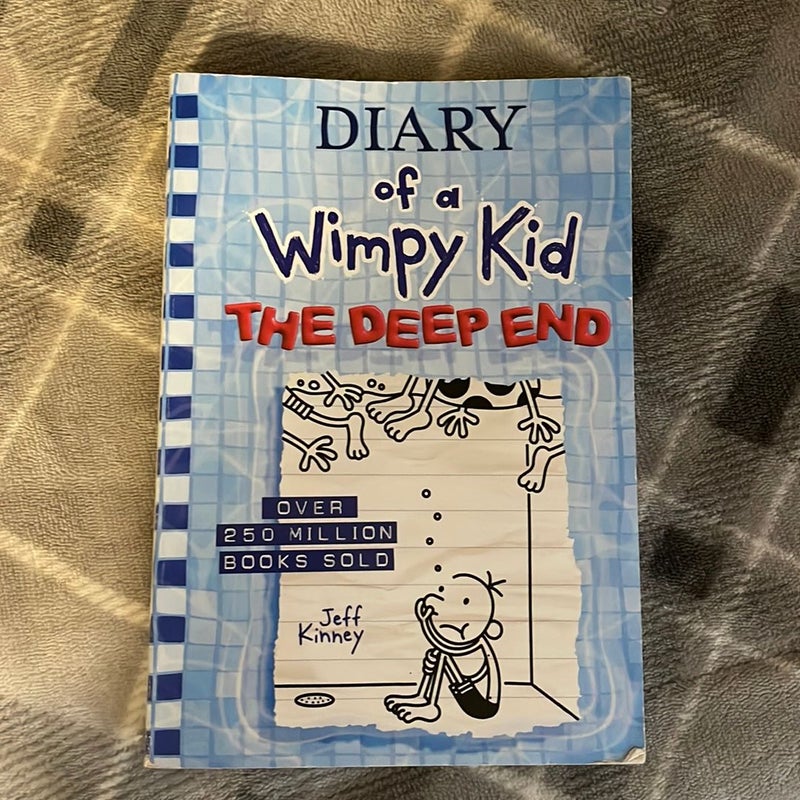 DIARY
of a
Wimpy Kid
THE DEEP END
OVER
250 MILLION
BOOKS SOLD
Jeff
Kinney